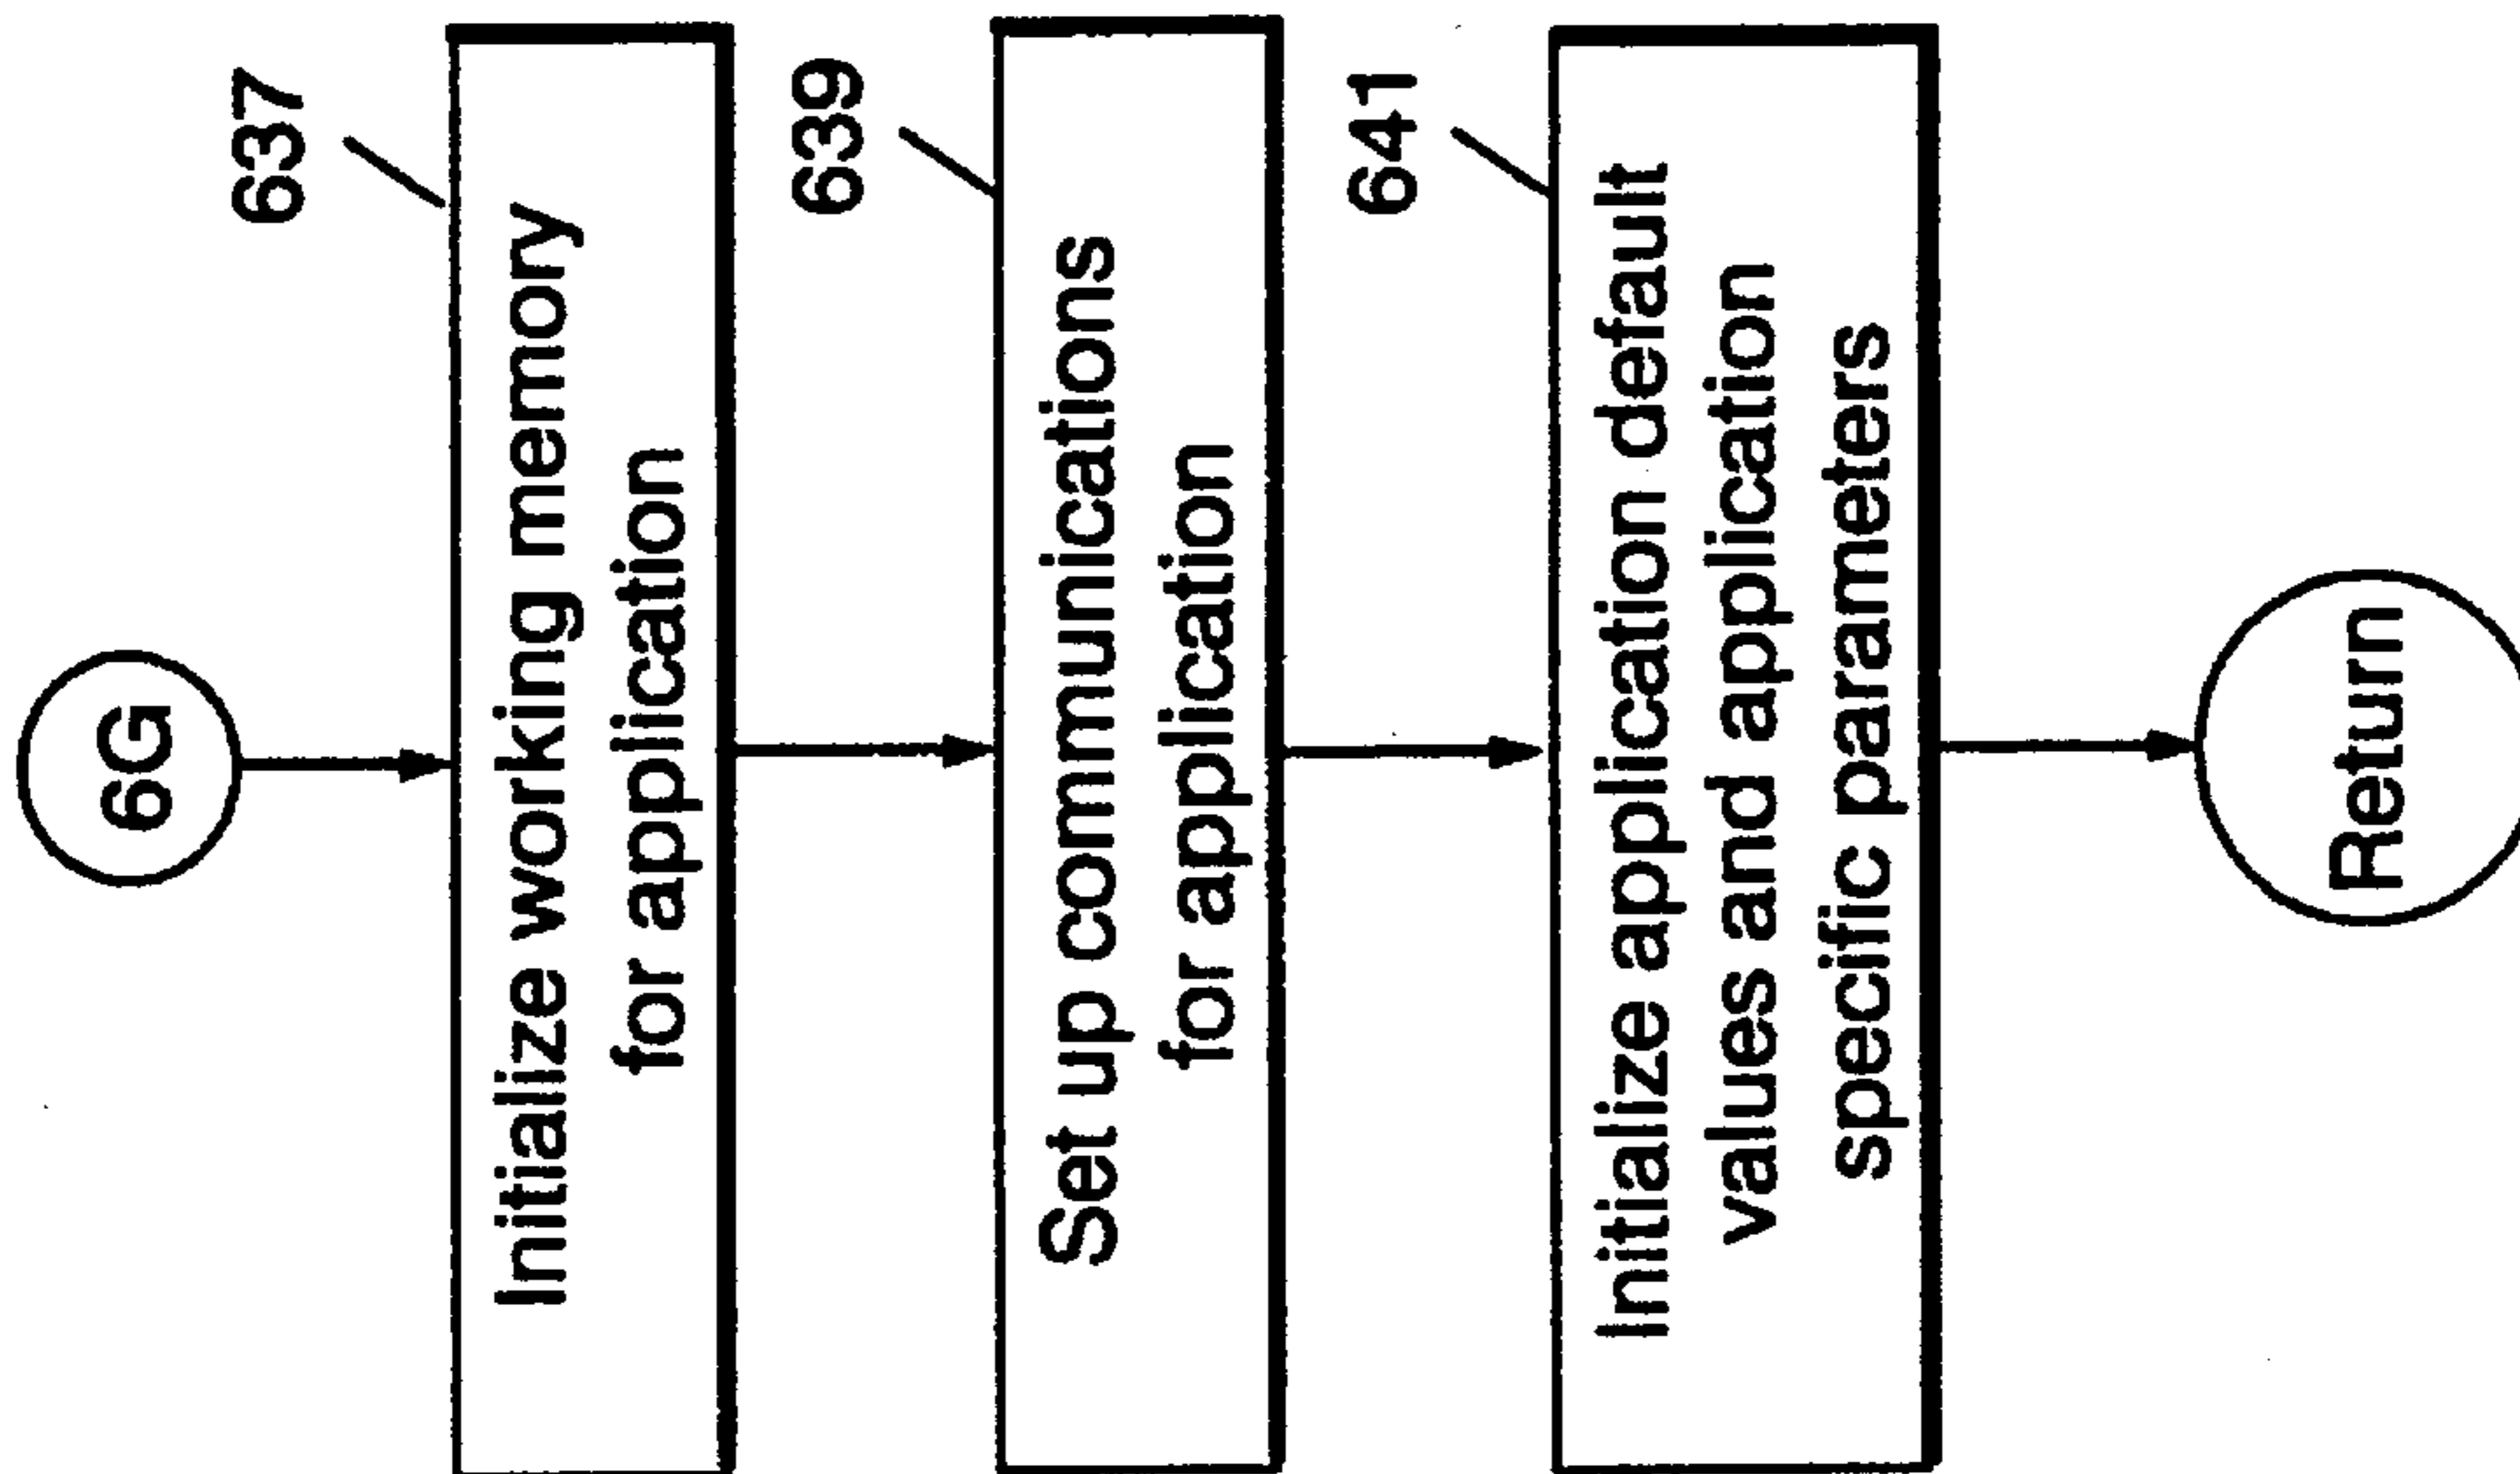 6G
637
Initialize working memory
for application
639
Set up communications
for application
641
Initialize application default
values and application
specific parameters
Return